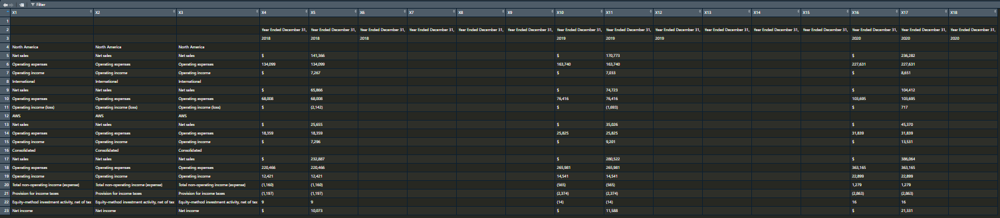 Filter
X1 X2 X3 X4 X5 X6 X7 X8 X9 X10 X11 X12 X13 X14 X15 X16 X17 X18
1
2 Year Ended December 31, Year Ended December 31, Year Ended December 31, Year Ended December 31, Year Ended December 31, Year Ended December 31, Year Ended December 31, Year Ended December 31, Year Ended December 31, Year Ended December 31, Year Ended December 31, Year Ended December 31, Year Ended December 31, Year Ended December 31, Year Ended December 31,
3 2018 2018 2018 2019 2019 2019 2020 2020 2020
4 North America North America North America
5 Net sales Net sales Net sales $ 141,366 $ 170,773 $ 236,282
6 Operating expenses Operating expenses Operating expenses 134,099 134,099 163,740 163,740 227,631 227,631
7 Operating income Operating income Operating income $ 7,267 $ 7,033 $ 8,651
8 International International International
9 Net sales Net sales Net sales $ 65,866 $ 74,723 $ 104,412
10 Operating expenses Operating expenses Operating expenses 68,008 68,008 76,416 76,416 103,695 103,695
11 Operating income (loss) Operating income (loss) Operating income (loss) $ (2,142) $ (1,693) $ 717
12 AWS AWS AWS
13 Net sales Net sales Net sales $ 25,655 $ 35,026 $ 45,370
14 Operating expenses Operating expenses Operating expenses 18,359 18,359 25,825 25,825 31,839 31,839
15 Operating income Operating income Operating income $ 7,296 $ 9,201 $ 13,531
16 Consolidated Consolidated Consolidated
17 Net sales Net sales Net sales $ 232,887 $ 280,522 $ 386,064
18 Operating expenses Operating expenses Operating expenses 220,466 220,466 265,981 265,981 363,165 363,165
19 Operating income Operating income Operating income 12,421 12,421 14,541 14,541 22,899 22,899
20 Total non-operating income (expense) Total non-operating income (expense) Total non-operating income (expense) (1,160) (1,160) (565) (565) 1,279 1,279
21 Provision for income taxes Provision for income taxes Provision for income taxes (1,197) (1,197) (2,374) (2,374) (2,863) (2,863)
22 Equity-method investment activity, net of tax Equity-method investment activity, net of tax Equity-method investment activity, net of tax 9 9 (14) (14) 16 16
23 Net income Net income Net income $ 10,073 $ 11,588 $ 21,331